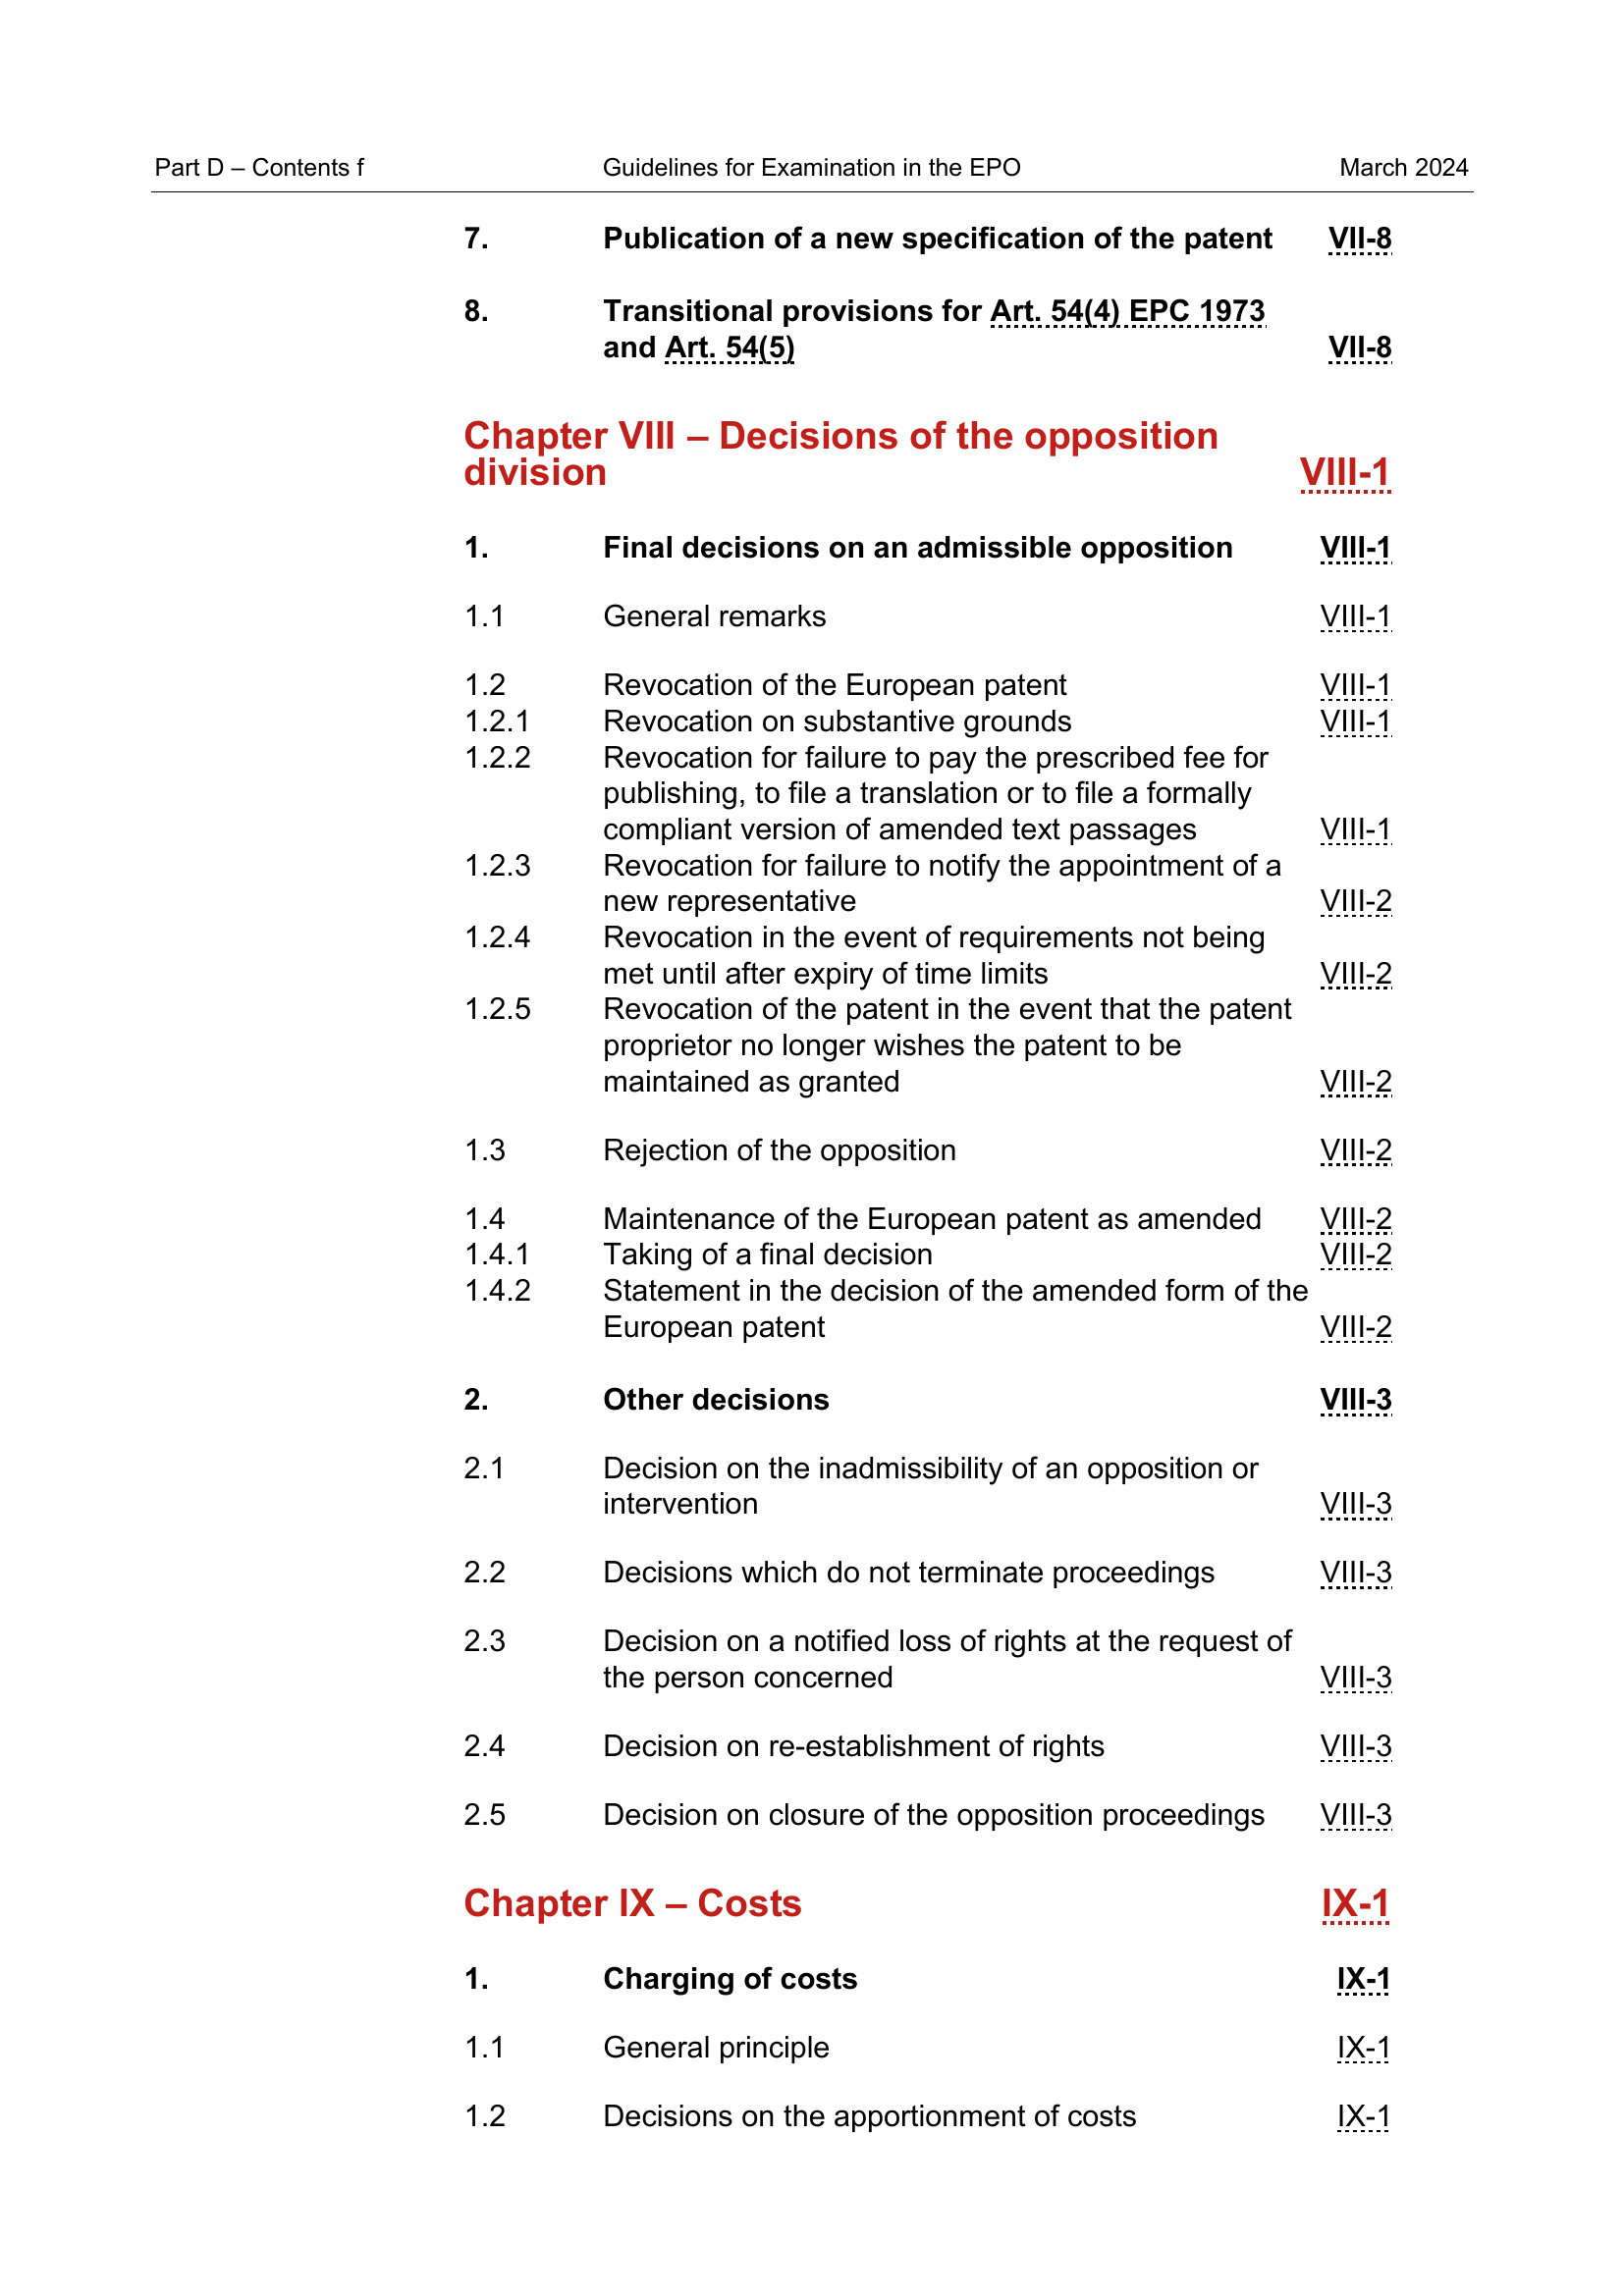 Part D – Contents f Guidelines for Examination in the EPO March 2024
7. Publication of a new specification of the patent VII-8
8. Transitional provisions for Art. 54(4) EPC 1973
and Art. 54(5) VII-8
Chapter VIII – Decisions of the opposition
division VIII-1
1. Final decisions on an admissible opposition VIII-1
1.1 General remarks VIII-1
1.2 Revocation of the European patent VIII-1
1.2.1 Revocation on substantive grounds VIII-1
1.2.2 Revocation for failure to pay the prescribed fee for
publishing, to file a translation or to file a formally
compliant version of amended text passages VIII-1
1.2.3 Revocation for failure to notify the appointment of a
new representative VIII-2
1.2.4 Revocation in the event of requirements not being
met until after expiry of time limits VIII-2
1.2.5 Revocation of the patent in the event that the patent
proprietor no longer wishes the patent to be
maintained as granted VIII-2
1.3 Rejection of the opposition VIII-2
1.4 Maintenance of the European patent as amended VIII-2
1.4.1 Taking of a final decision VIII-2
1.4.2 Statement in the decision of the amended form of the
European patent VIII-2
2. Other decisions VIII-3
2.1 Decision on the inadmissibility of an opposition or
intervention VIII-3
2.2 Decisions which do not terminate proceedings VIII-3
2.3 Decision on a notified loss of rights at the request of
the person concerned VIII-3
2.4 Decision on re-establishment of rights VIII-3
2.5 Decision on closure of the opposition proceedings VIII-3
Chapter IX – Costs IX-1
1. Charging of costs IX-1
1.1 General principle IX-1
1.2 Decisions on the apportionment of costs IX-1